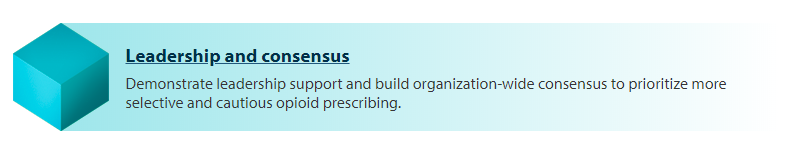 Leadership and consensus
Demonstrate leadership support and build organization-wide consensus to prioritize more
selective and cautious opioid prescribing.